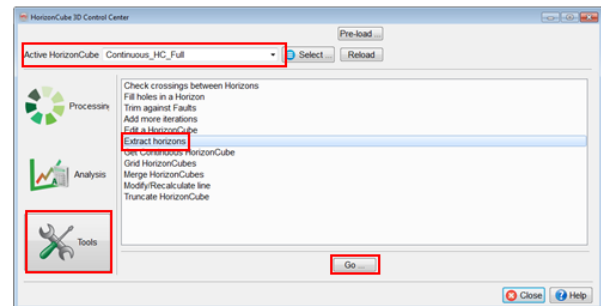 HorizonCube 3D Control Center
Pre-load ...
Active HorizonCube Continuous_HC_Full Select ... Reload
Processing
Analysis
Tools
Check crossings between Horizons
Fill holes in a Horizon
Trim against Faults
Add more iterations
Edit a HorizonCube
Extract horizons
Get Continuous HorizonCube
Grid HorizonCubes
Merge HorizonCubes
Modify/Recalculate line
Truncate HorizonCube
Go ...
Close Help